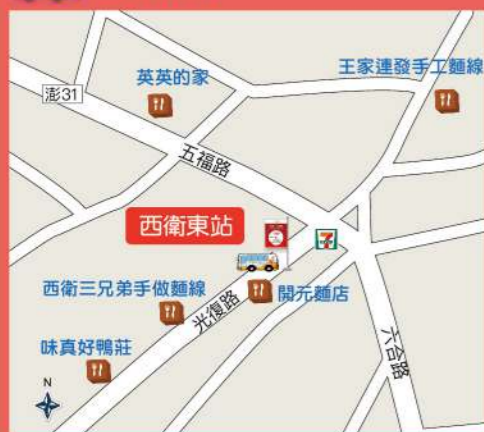 英英的家
王家連發手工麵線
澎31
五福路
西衛東站
7
西衛三兄弟手做麵線
開元麵店
光復路
味真好鴨莊
六合路
N